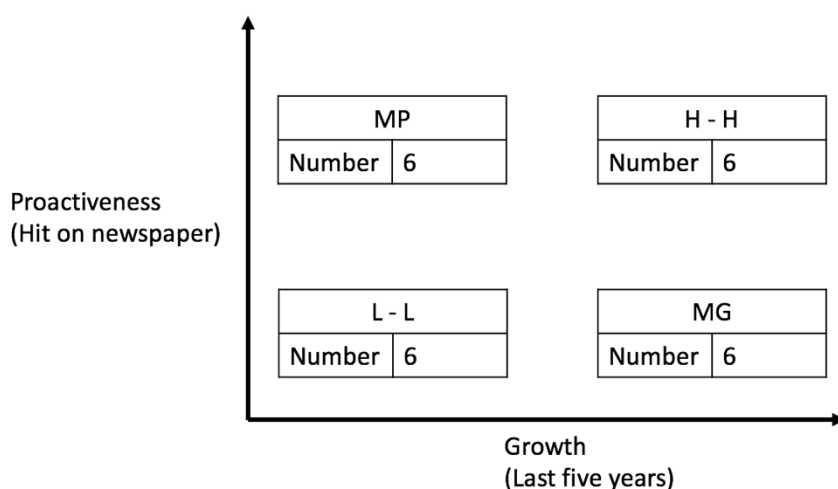 MP
Number 6
H - H
Number 6
Proactiveness
(Hit on newspaper)
L - L
Number 6
MG
Number 6
Growth
(Last five years)